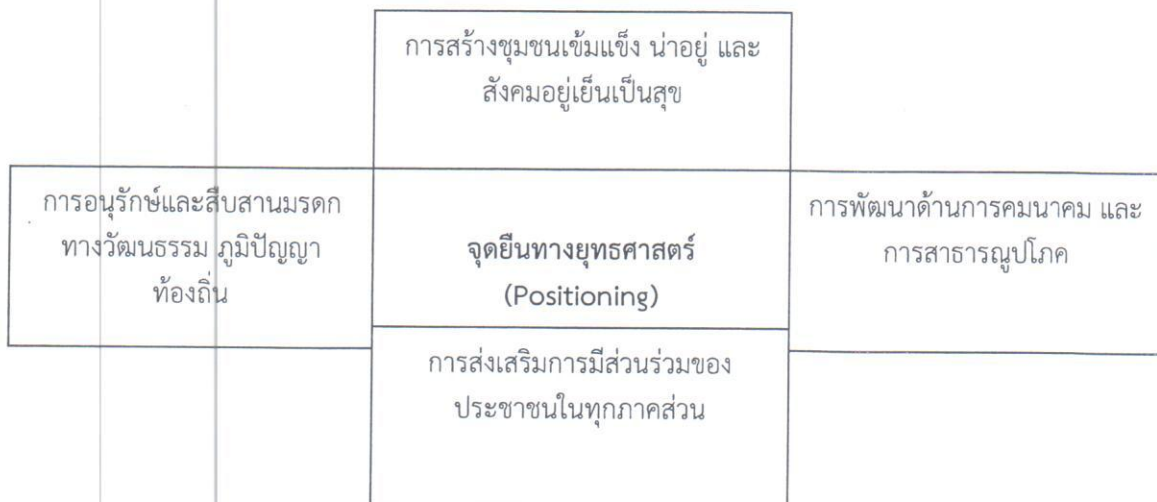 การสร้างชุมชนเข้มแข็ง น่าอยู่ และ
สังคมอยู่เย็นเป็นสุข
การอนุรักษ์และสืบสานมรดก
ทางวัฒนธรรม ภูมิปัญญา
ท้องถิ่น
จุดยืนทางยุทธศาสตร์
(Positioning)
การพัฒนาด้านการคมนาคม และ
การสาธารณูปโภค
การส่งเสริมการมีส่วนร่วมของ
ประชาชนในทุกภาคส่วน